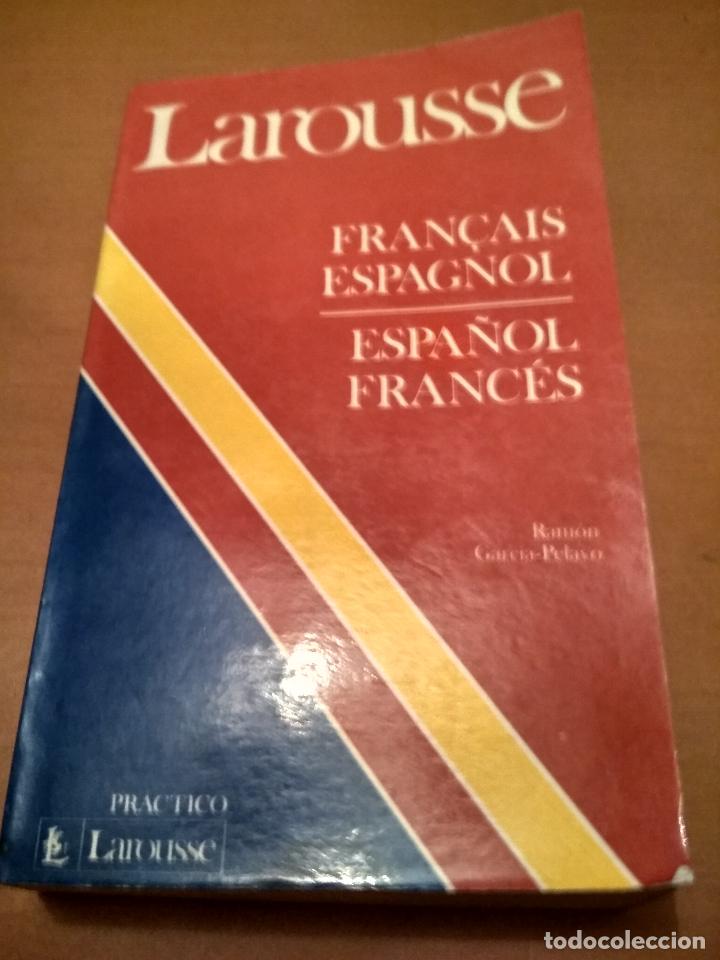 Larousse
FRANÇAIS
ESPAGNOL
ESPAÑOL
FRANCÉS
Ramón
García-Pelayo
PRACTICO
Larousse
todocoleccion